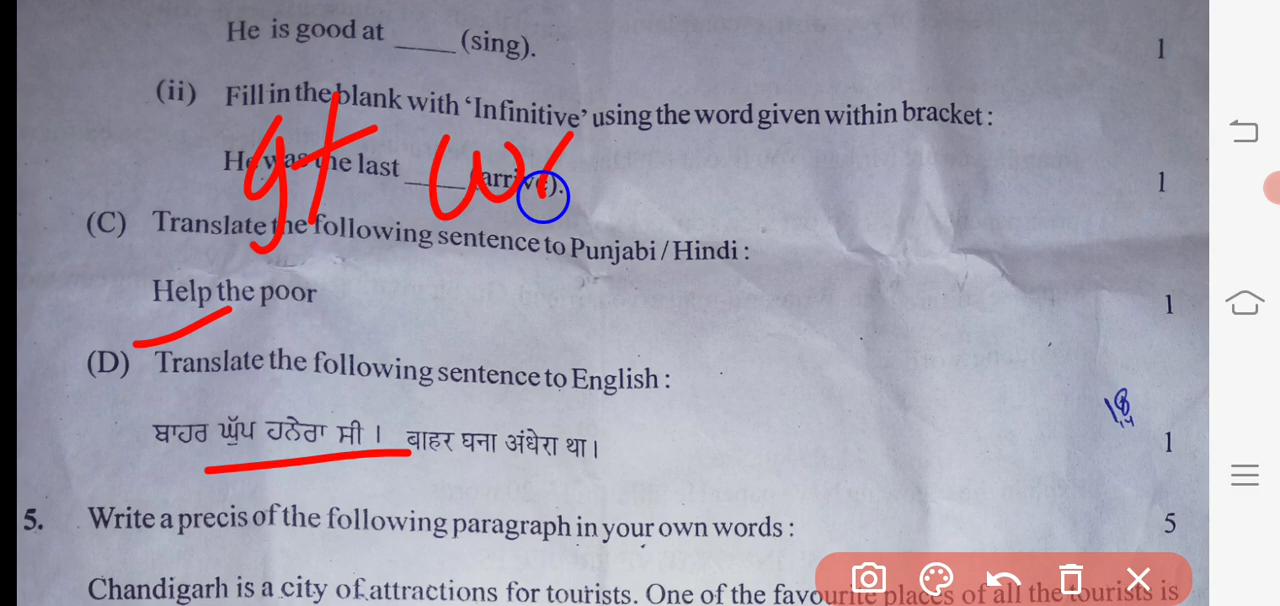 He is good at ____ (sing).
1
(ii) Fill in the blank with ‘Infinitive’ using the word given within bracket :
He was the last ____ (arrive).
1
gt wo
(C) Translate the following sentence to Punjabi / Hindi :
Help the poor
1
(D) Translate the following sentence to English :
18
14
ਬਾਹਰ ਘੁੱਪ ਹਨੇਰਾ ਸੀ । बाहर घना अंधेरा था।
1
5. Write a precis of the following paragraph in your own words :
5
Chandigarh is a city of attractions for tourists. One of the favourite places of all the tourists is